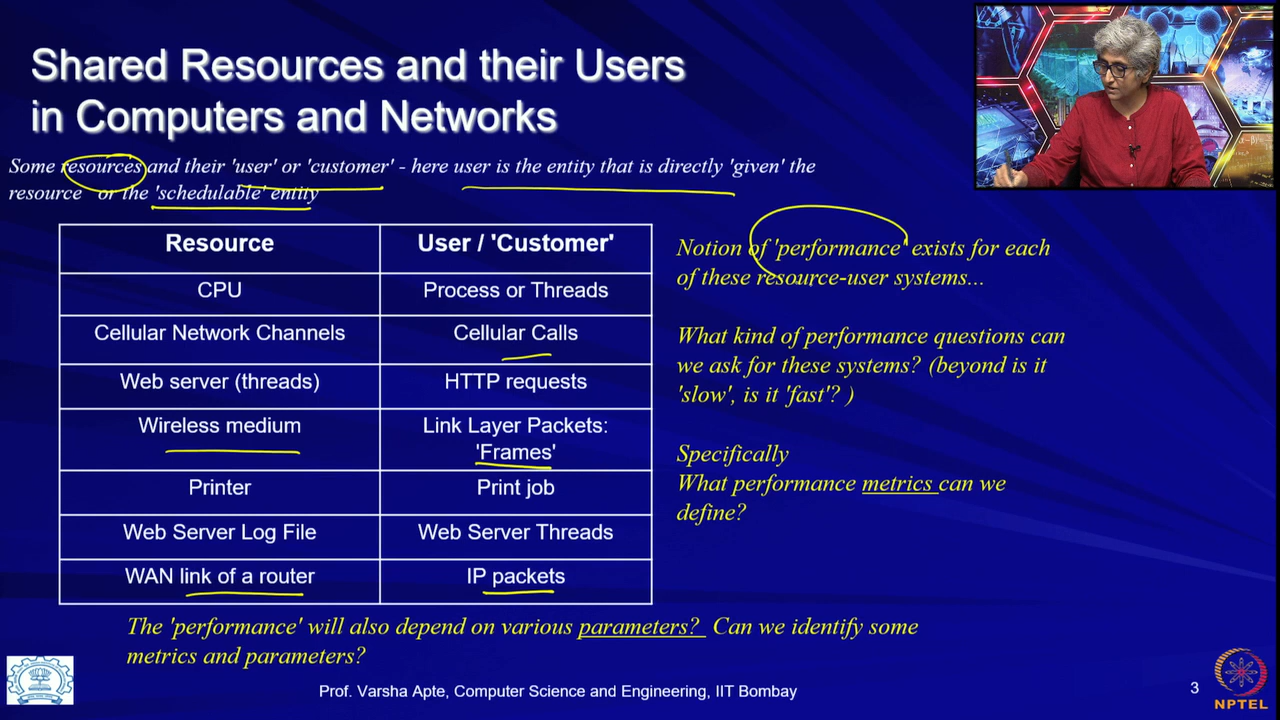 Shared Resources and their Users
in Computers and Networks
Some resources and their 'user' or 'customer' - here user is the entity that is directly 'given' the
resource or the 'schedulable' entity
Resource User / 'Customer'
CPU Process or Threads
Cellular Network Channels Cellular Calls
Web server (threads) HTTP requests
Wireless medium Link Layer Packets:
'Frames'
Printer Print job
Web Server Log File Web Server Threads
WAN link of a router IP packets
Notion of 'performance' exists for each
of these resource-user systems...
What kind of performance questions can
we ask for these systems? (beyond is it
'slow', is it 'fast'? )
Specifically
What performance metrics can we
define?
The 'performance' will also depend on various parameters? Can we identify some
metrics and parameters?
Prof. Varsha Apte, Computer Science and Engineering, IIT Bombay
3
NPTEL